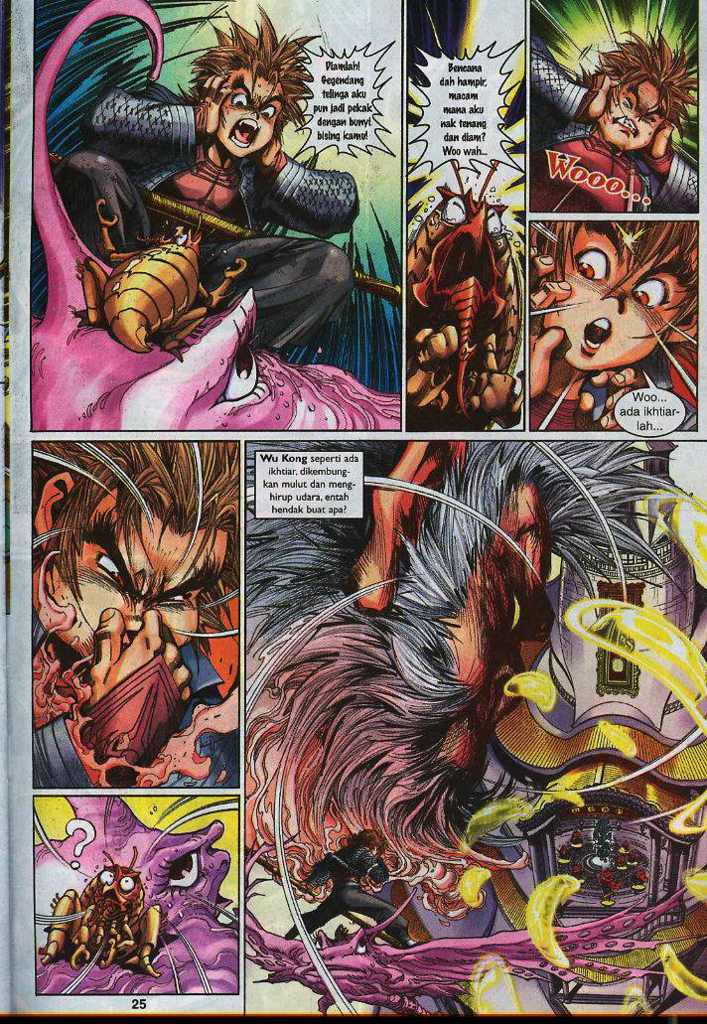 Diamlah!
Gegendang
telinga aku
pun jadi pekak
dengan bunyi
bising kamu!
Bencana
dah hampir,
macam
mana aku
nak tenang
dan diam?
Woo wah...
Wooo...
Woo...
ada ikhtiar-
lah...
Wu Kong seperti ada
ikhtiar, dikembung-
kan mulut dan meng-
hirup udara, entah
hendak buat apa?
?
25